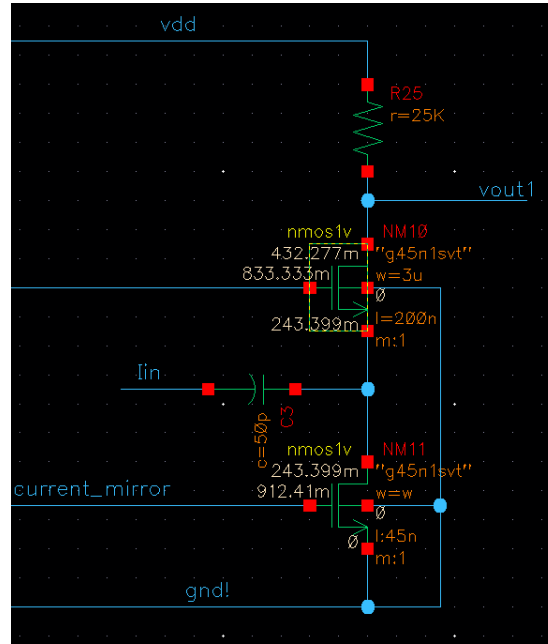 vdd
R25
r=25K
vout1
nmos1v
NM10
432.277m
"g45n1svt"
833.333m
w=3u
0
243.399m
l=200n
m:1
Iin
C3
c=50p
nmos1v
NM11
243.399m
"g45n1svt"
912.41m
w=w
0
0
l:45n
m:1
current_mirror
gnd!